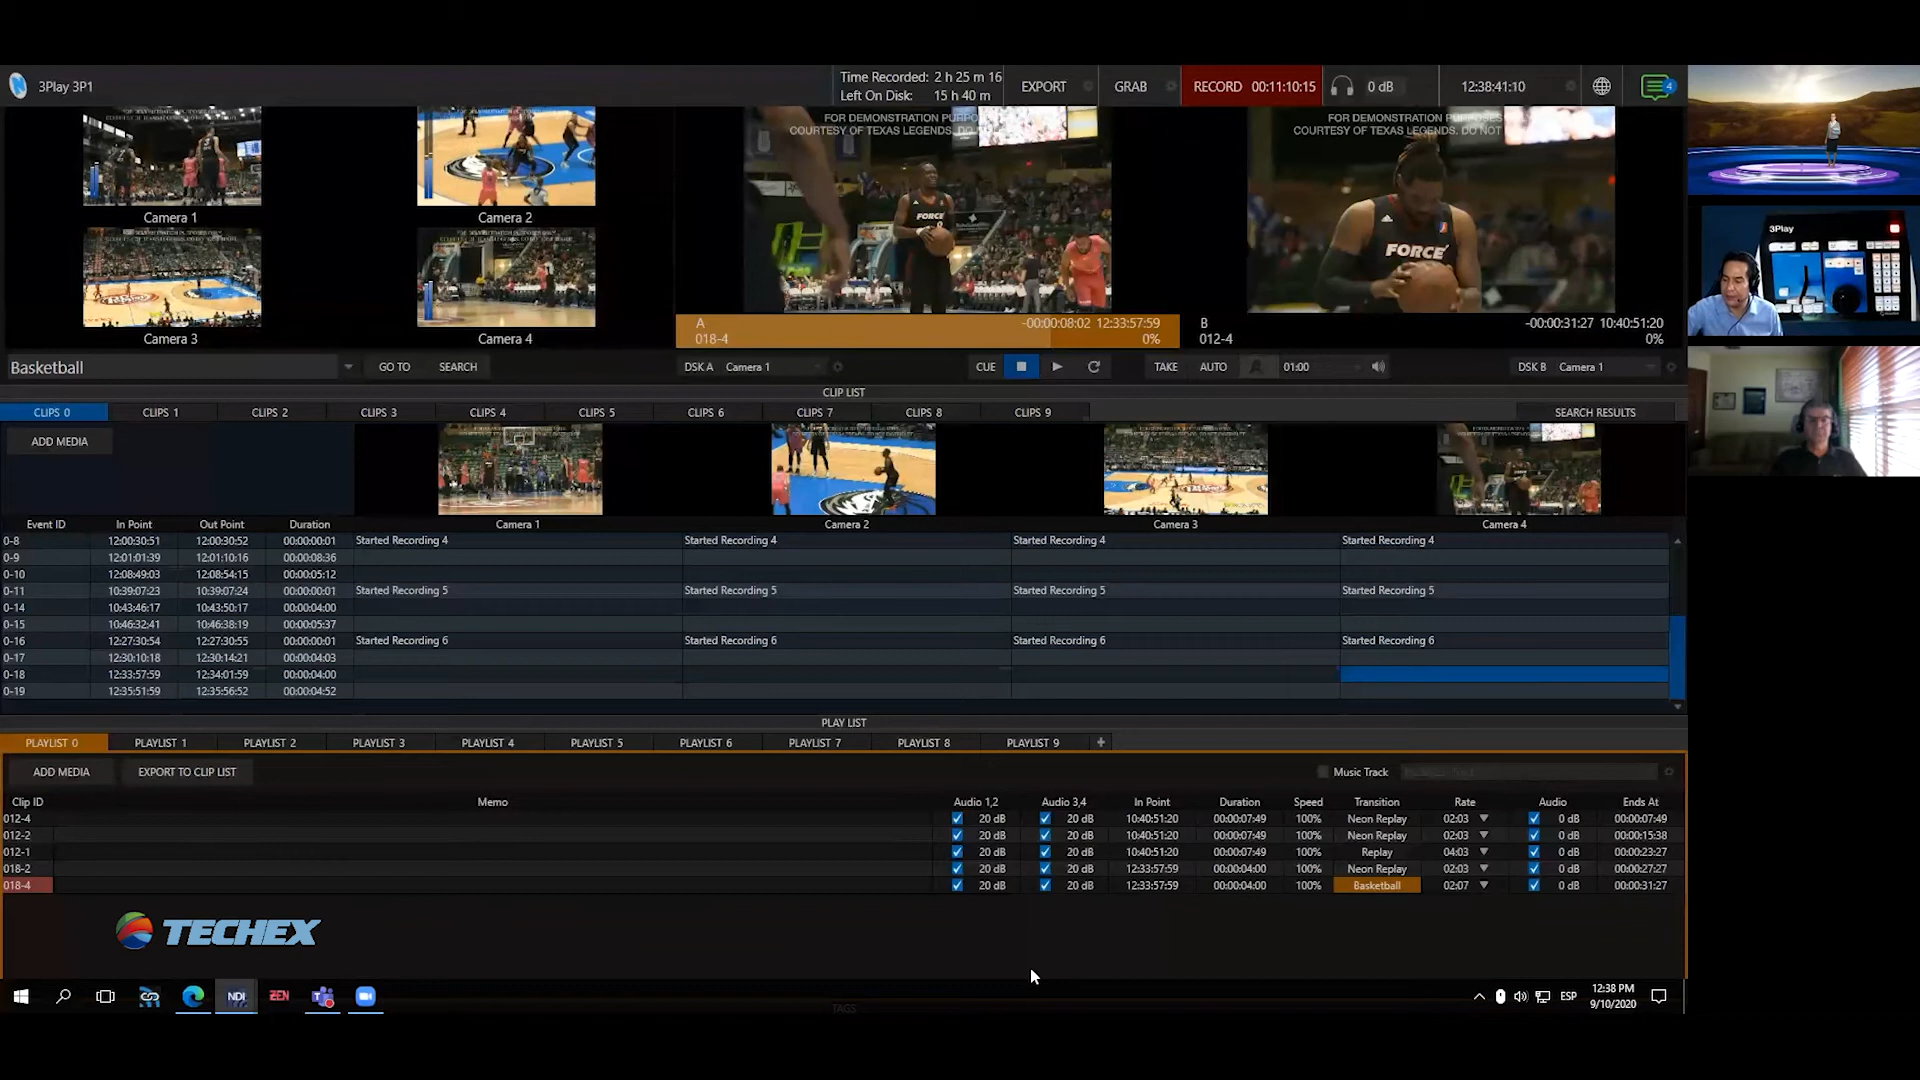 3Play 3P1
Time Recorded: 2 h 25 m 16
Left On Disk: 15 h 40 m
EXPORT
GRAB
RECORD 00:11:10:15
0 dB
12:38:41:10
4
FOR DEMONSTRATION PURPO
COURTESY OF TEXAS LEGENDS. DO NOT
FOR DEMONSTRATION PURPOSES
COURTESY OF TEXAS LEGENDS. DO NOT
FORCE
FORCE
3Play
Camera 1
Camera 2
Camera 3
Camera 4
A -00:00:08:02 12:33:57:59
018-4 0%
B -00:00:31:27 10:40:51:20
012-4 0%
Basketball
GO TO
SEARCH
DSK A Camera 1
CUE
TAKE
AUTO
01:00
DSK B Camera 1
CLIP LIST
CLIPS 0 CLIPS 1 CLIPS 2 CLIPS 3 CLIPS 4 CLIPS 5 CLIPS 6 CLIPS 7 CLIPS 8 CLIPS 9 SEARCH RESULTS
ADD MEDIA
Event ID In Point Out Point Duration Camera 1 Camera 2 Camera 3 Camera 4
0-8 12:00:30:51 12:00:30:52 00:00:00:01 Started Recording 4 Started Recording 4 Started Recording 4 Started Recording 4
0-9 12:01:01:39 12:01:10:16 00:00:08:36
0-10 12:08:49:03 12:08:54:15 00:00:05:12
0-11 10:39:07:23 10:39:07:24 00:00:00:01 Started Recording 5 Started Recording 5 Started Recording 5 Started Recording 5
0-14 10:43:46:17 10:43:50:17 00:00:04:00
0-15 10:46:32:41 10:46:38:19 00:00:05:37
0-16 12:27:30:54 12:27:30:55 00:00:00:01 Started Recording 6 Started Recording 6 Started Recording 6 Started Recording 6
0-17 12:30:10:18 12:30:14:21 00:00:04:03
0-18 12:33:57:59 12:34:01:59 00:00:04:00
0-19 12:35:51:59 12:35:56:52 00:00:04:52
PLAY LIST
PLAYLIST 0 PLAYLIST 1 PLAYLIST 2 PLAYLIST 3 PLAYLIST 4 PLAYLIST 5 PLAYLIST 6 PLAYLIST 7 PLAYLIST 8 PLAYLIST 9 +
ADD MEDIA EXPORT TO CLIP LIST Music Track
Clip ID Memo Audio 1,2 Audio 3,4 In Point Duration Speed Transition Rate Audio Ends At
012-4 20 dB 20 dB 10:40:51:20 00:00:07:49 100% Neon Replay 02:03 0 dB 00:00:07:49
012-2 20 dB 20 dB 10:40:51:20 00:00:07:49 100% Neon Replay 02:03 0 dB 00:00:15:38
012-1 20 dB 20 dB 10:40:51:20 00:00:07:49 100% Replay 04:03 0 dB 00:00:23:27
018-2 20 dB 20 dB 12:33:57:59 00:00:04:00 100% Neon Replay 02:03 0 dB 00:00:27:27
018-4 20 dB 20 dB 12:33:57:59 00:00:04:00 100% Basketball 02:07 0 dB 00:00:31:27
TECHEX
NDI
ZEN
ESP
12:38 PM
9/10/2020
TAGS